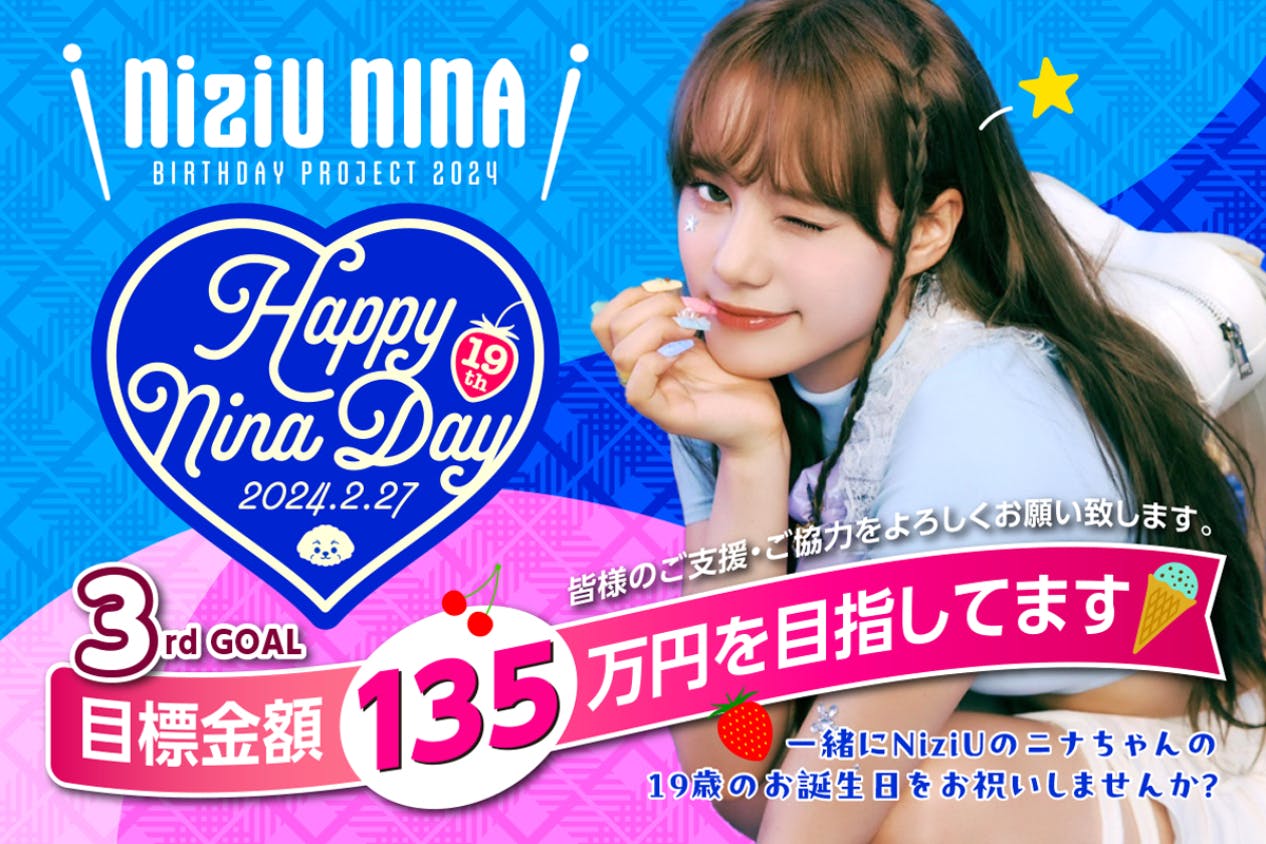 NiziU NINA
BIRTHDAY PROJECT 2024
Happy
19th
Nina Day
2024.2.27
皆様のご支援・ご協力をよろしくお願い致します。
3rd GOAL
目標金額 135万円を目指してます
一緒にNiziUのニナちゃんの
19歳のお誕生日をお祝いしませんか?